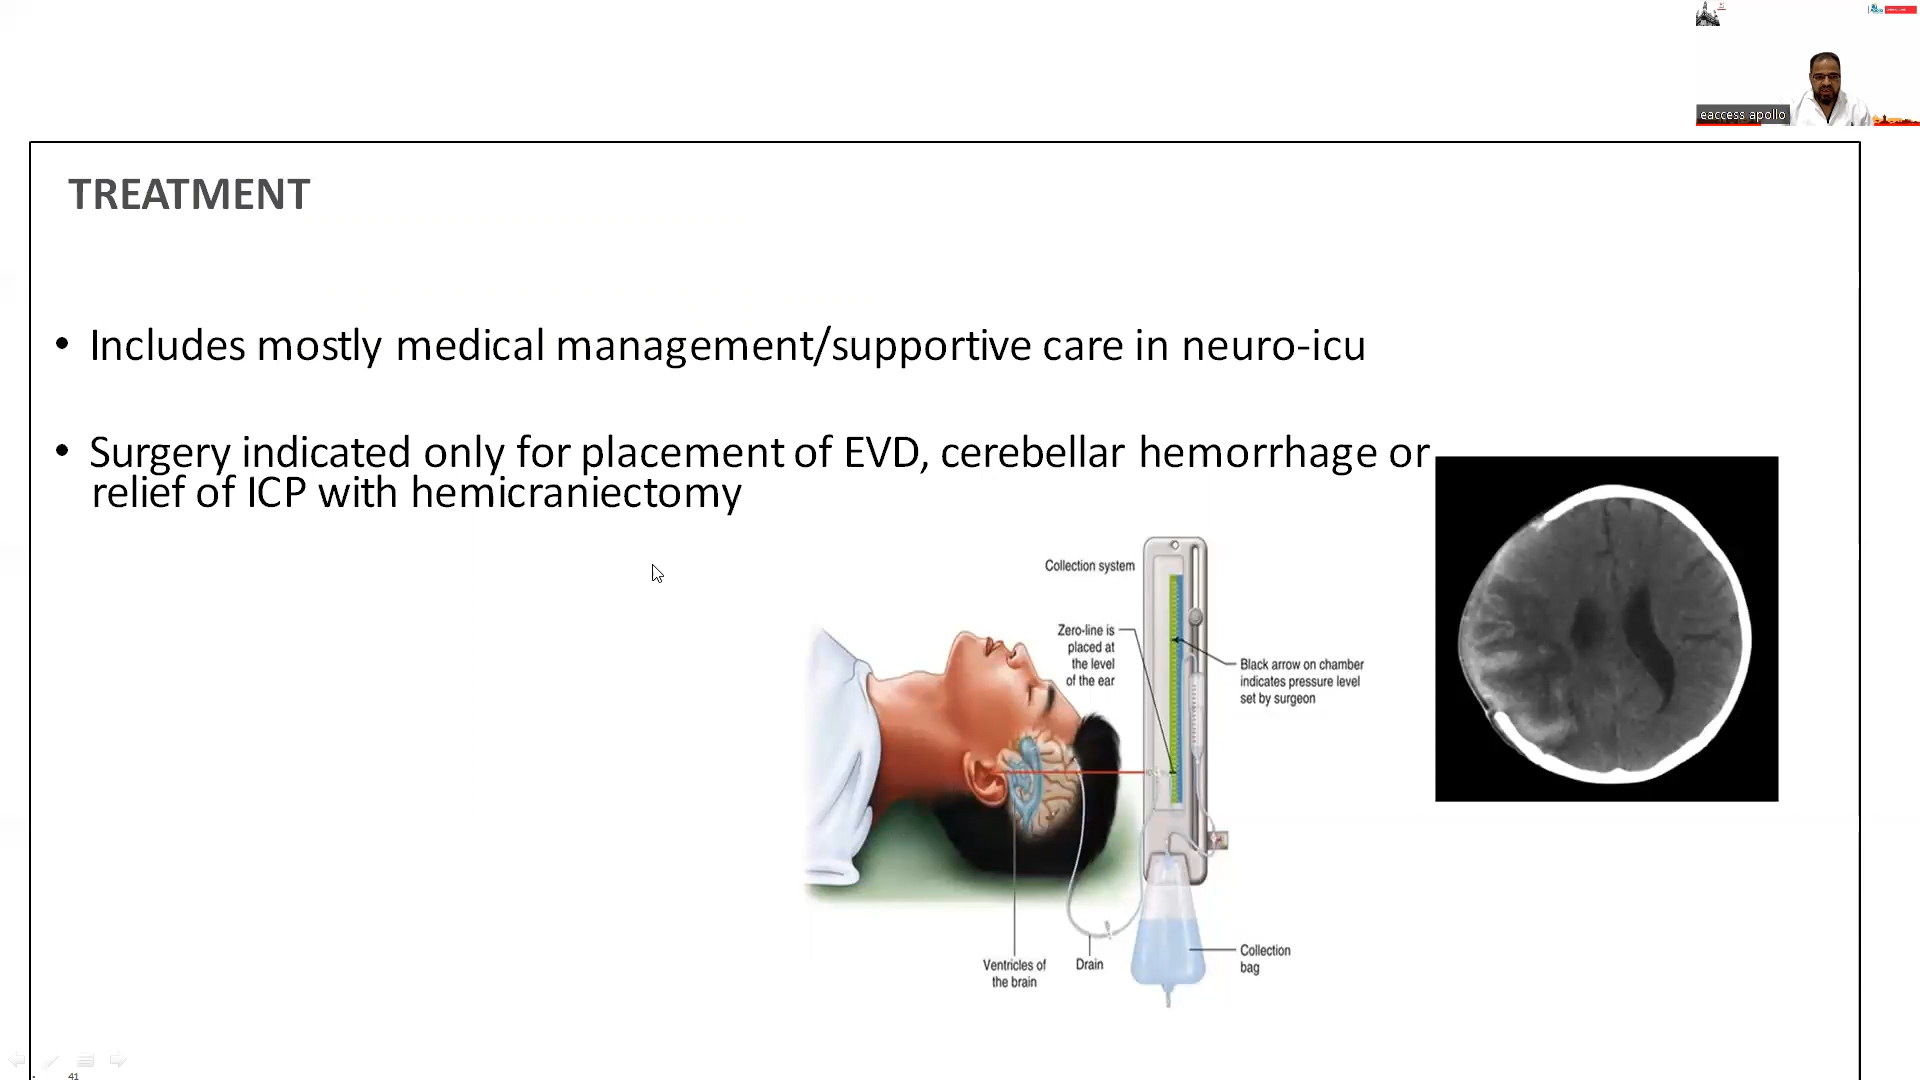 eaccess apollo
TREATMENT
• Includes mostly medical management/supportive care in neuro-icu
• Surgery indicated only for placement of EVD, cerebellar hemorrhage or
relief of ICP with hemicraniectomy
Collection system
Zero-line is
placed at
the level
of the ear
Black arrow on chamber
indicates pressure level
set by surgeon
Ventricles of
the brain
Drain
Collection
bag
41